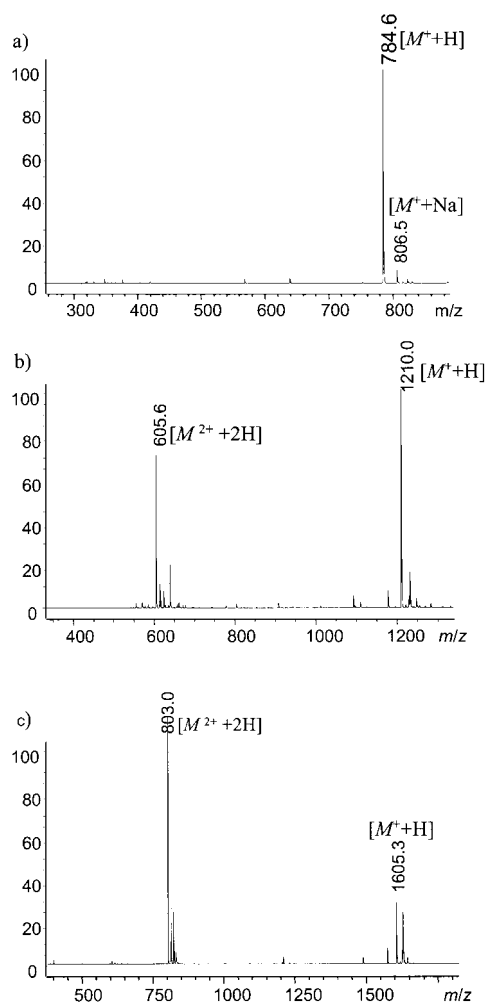 a)
784.6 [M⁺+H]
100
80
60
40
[M⁺+Na]
806.5
20
0
300 400 500 600 700 800 m/z
b)
1210.0 [M⁺+H]
100
605.6 [M²⁺+2H]
80
60
40
20
0
400 600 800 1000 1200 m/z
c)
803.0 [M²⁺+2H]
100
80
60
[M⁺+H]
1605.3
40
20
0
500 750 1000 1250 1500 m/z